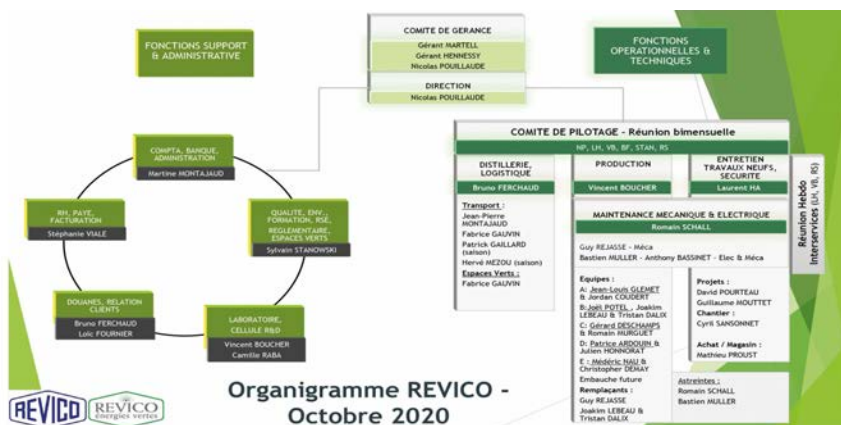 FONCTIONS SUPPORT
& ADMINISTRATIVE
COMITE DE GERANCE
Gérant MARTELL
Gérant HENNESSY
Nicolas POUILLAUDE
DIRECTION
Nicolas POUILLAUDE
FONCTIONS
OPERATIONNELLES &
TECHNIQUES
COMPTA, BANQUE,
ADMINISTRATION
Martine MONTAJAUD
RH, PAYE,
FACTURATION
Stéphanie VIALE
QUALITE, ENV.,
FORMATION, RSE,
REGLEMENTAIRE,
ESPACES VERTS
Sylvain STANOWSKI
DOUANES, RELATION
CLIENTS
Bruno FERCHAUD
Loïc FOURNIER
LABORATOIRE,
CELLULE R&D
Vincent BOUCHER
Camille RABA
COMITE DE PILOTAGE - Réunion bimensuelle
NP, LH, VB, BF, STAN, RS
DISTILLERIE,
LOGISTIQUE
Bruno FERCHAUD
Transport :
Jean-Pierre
MONTAJAUD
Fabrice GAUVIN
Patrick GAILLARD
(saison)
Hervé MEZOU (saison)
Espaces Verts :
Fabrice GAUVIN
PRODUCTION
Vincent BOUCHER
ENTRETIEN
TRAVAUX NEUFS,
SECURITE
Laurent HA
Réunion Hebdo
Interservices (LH, VB, RS)
MAINTENANCE MECANIQUE & ELECTRIQUE
Romain SCHALL
Guy REJASSE - Méca
Bastien MULLER - Anthony BASSINET - Elec & Méca
Equipes :
A: Jean-Louis GLEMET
& Jordan COUDERT
B: Joël POTEL , Joakim
LEBEAU & Tristan DALIX
C: Gérard DESCHAMPS
& Romain MURGUET
D: Patrice ARDOUIN &
Julien HONNORAT
E : Médéric NAU &
Christopher DEMAY
Embauche future
Remplaçants :
Guy REJASSE
Joakim LEBEAU &
Tristan DALIX
Projets :
David POURTEAU
Guillaume MOUTTET
Chantier :
Cyril SANSONNET
Achat / Magasin :
Mathieu PROUST
Astreintes :
Romain SCHALL
Bastien MULLER
Organigramme REVICO -
Octobre 2020
REVICO
REVICO
énergies vertes